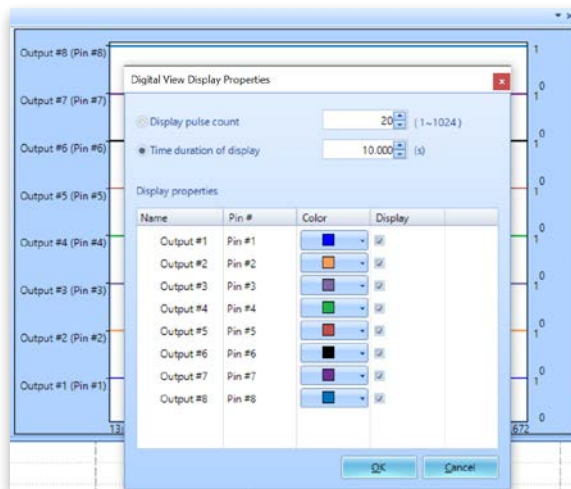 Output #8 (Pin #8)
1
0
Output #7 (Pin #7)
1
0
Output #6 (Pin #6)
1
0
Output #5 (Pin #5)
1
0
Output #4 (Pin #4)
1
0
Output #3 (Pin #3)
1
0
Output #2 (Pin #2)
1
0
Output #1 (Pin #1)
1
0
13
672
Digital View Display Properties
Display pulse count 20 (1~1024)
Time duration of display 10.000 (s)
Display properties
Name Pin # Color Display
Output #1 Pin #1
Output #2 Pin #2
Output #3 Pin #3
Output #4 Pin #4
Output #5 Pin #5
Output #6 Pin #6
Output #7 Pin #7
Output #8 Pin #8
OK Cancel